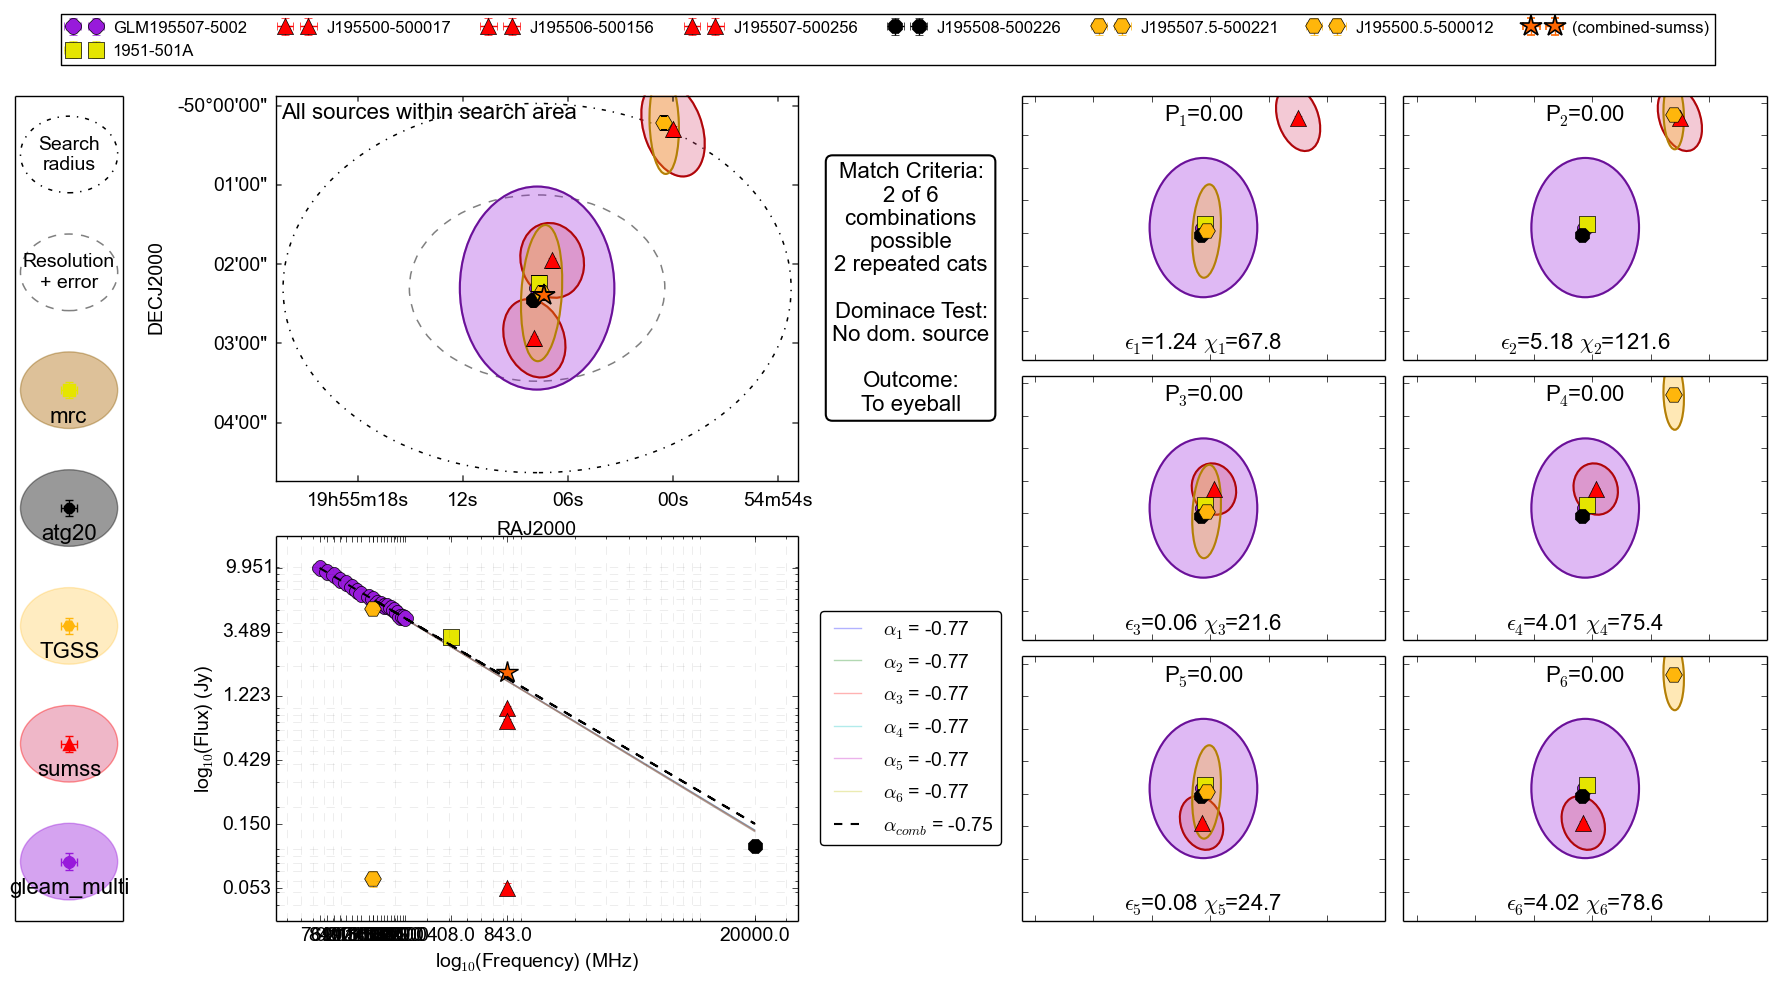 GLM195507-5002 J195500-500017 J195506-500156 J195507-500256 J195508-500226 J195507.5-500221 J195500.5-500012 (combined-sumss)
1951-501A
Search
radius
Resolution
+ error
mrc
atg20
TGSS
sumss
gleam_multi
All sources within search area
DECJ2000
-50°00'00"
01'00"
02'00"
03'00"
04'00"
19h55m18s 12s 06s 00s 54m54s
RAJ2000
Match Criteria:
2 of 6
combinations
possible
2 repeated cats
Dominace Test:
No dom. source
Outcome:
To eyeball
log₁₀(Flux) (Jy)
9.951
3.489
1.223
0.429
0.150
0.053
408.0 843.0 20000.0
log₁₀(Frequency) (MHz)
α₁ = -0.77
α₂ = -0.77
α₃ = -0.77
α₄ = -0.77
α₅ = -0.77
α₆ = -0.77
α_comb = -0.75
P₁=0.00
ϵ₁=1.24 χ₁=67.8
P₂=0.00
ϵ₂=5.18 χ₂=121.6
P₃=0.00
ϵ₃=0.06 χ₃=21.6
P₄=0.00
ϵ₄=4.01 χ₄=75.4
P₅=0.00
ϵ₅=0.08 χ₅=24.7
P₆=0.00
ϵ₆=4.02 χ₆=78.6